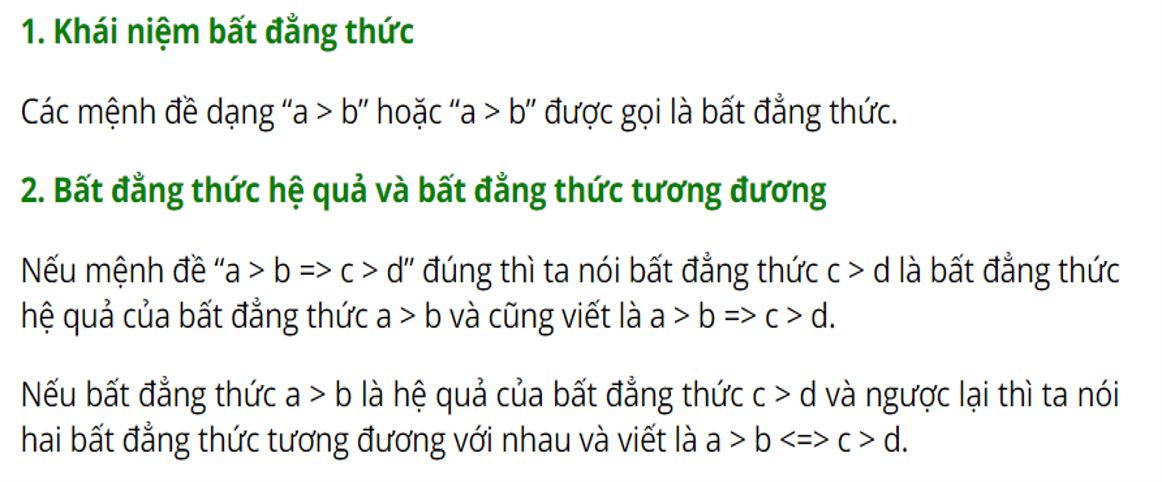 1. Khái niệm bất đẳng thức
Các mệnh đề dạng “a > b” hoặc “a > b” được gọi là bất đẳng thức.
2. Bất đẳng thức hệ quả và bất đẳng thức tương đương
Nếu mệnh đề “a > b => c > d” đúng thì ta nói bất đẳng thức c > d là bất đẳng thức
hệ quả của bất đẳng thức a > b và cũng viết là a > b => c > d.
Nếu bất đẳng thức a > b là hệ quả của bất đẳng thức c > d và ngược lại thì ta nói
hai bất đẳng thức tương đương với nhau và viết là a > b <=> c > d.